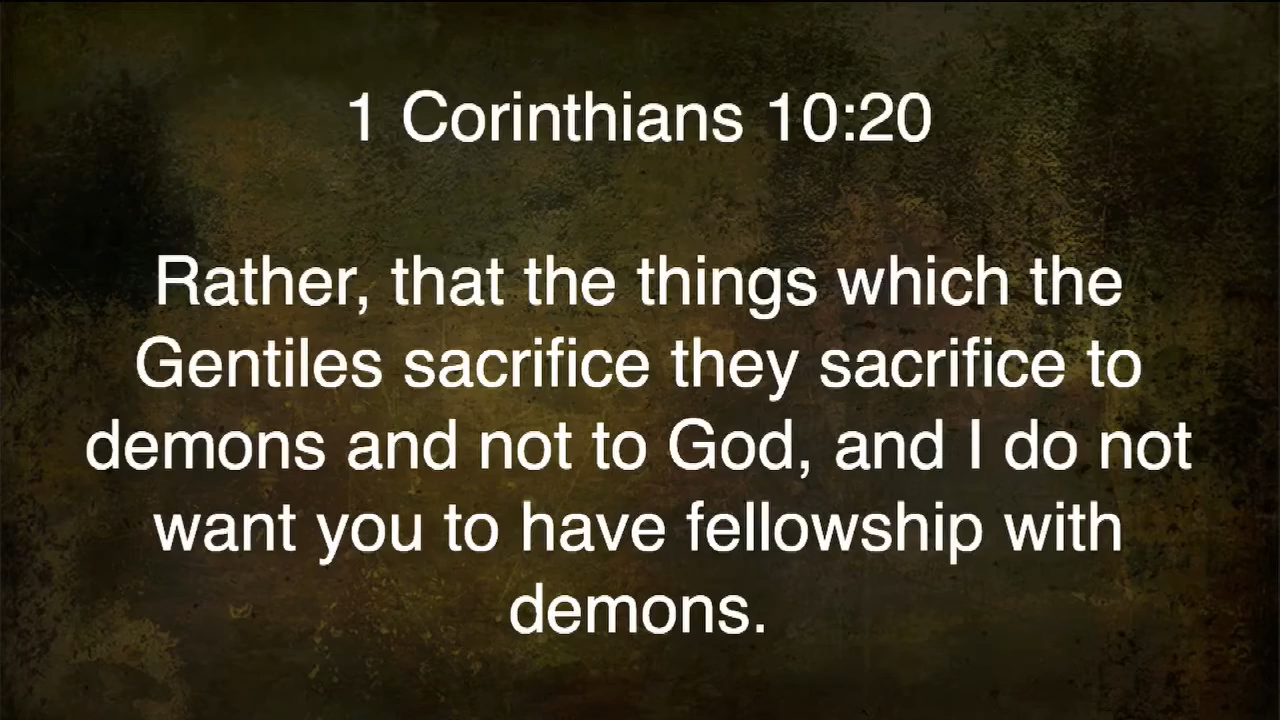 1 Corinthians 10:20
Rather, that the things which the
Gentiles sacrifice they sacrifice to
demons and not to God, and I do not
want you to have fellowship with
demons.